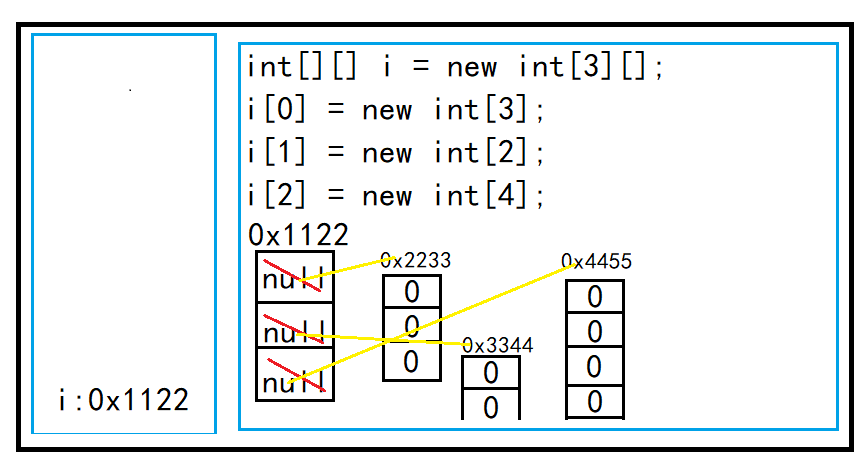 int[][] i = new int[3][];
i[0] = new int[3];
i[1] = new int[2];
i[2] = new int[4];
0x1122
0x2233
0x4455
null
0
0
null
0
0
0x3344
0
null
0
0
0
0
i:0x1122